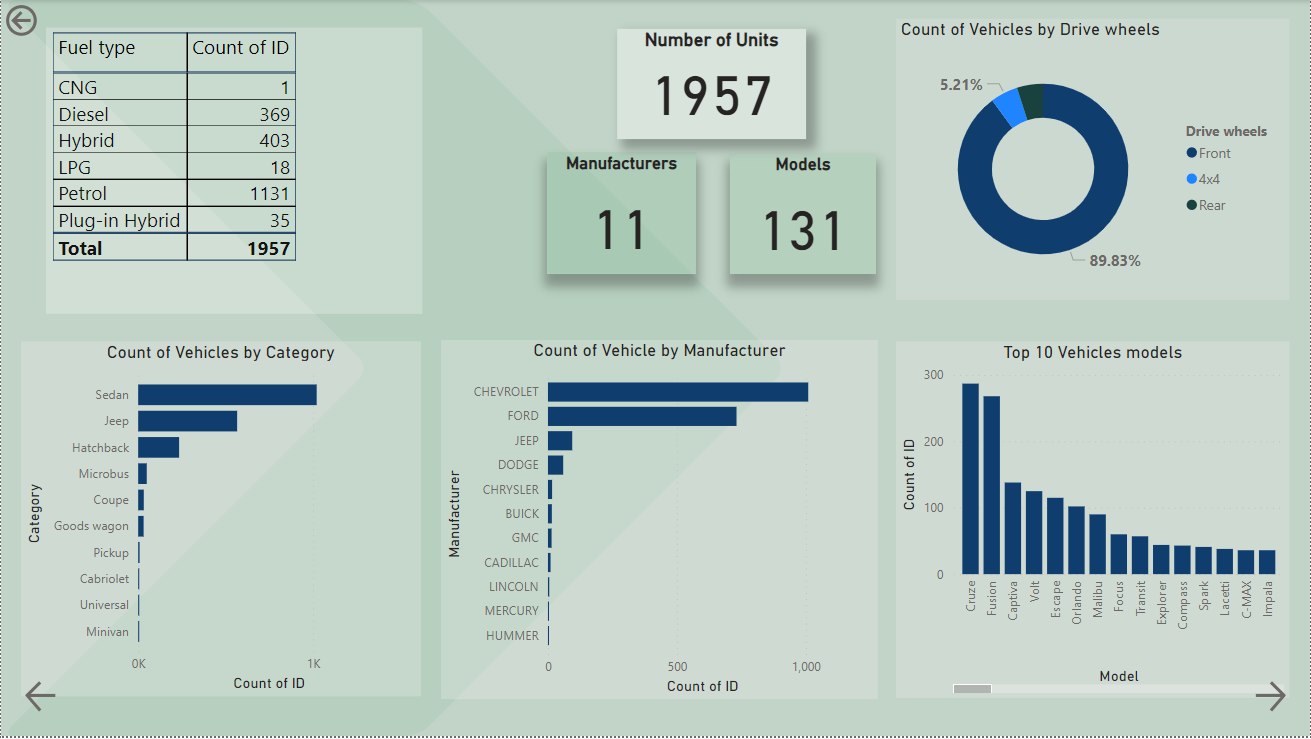 Fuel type Count of ID
CNG 1
Diesel 369
Hybrid 403
LPG 18
Petrol 1131
Plug-in Hybrid 35
Total 1957
Number of Units
1957
Manufacturers
11
Models
131
Count of Vehicles by Drive wheels
5.21%
89.83%
Drive wheels
Front
4x4
Rear
Count of Vehicles by Category
Category
Sedan
Jeep
Hatchback
Microbus
Coupe
Goods wagon
Pickup
Cabriolet
Universal
Minivan
0K 1K
Count of ID
Count of Vehicle by Manufacturer
Manufacturer
CHEVROLET
FORD
JEEP
DODGE
CHRYSLER
BUICK
GMC
CADILLAC
LINCOLN
MERCURY
HUMMER
0 500 1,000
Count of ID
Top 10 Vehicles models
Count of ID
300
200
100
0
Cruze
Fusion
Captiva
Volt
Escape
Orlando
Malibu
Focus
Transit
Explorer
Compass
Spark
Lacetti
C-MAX
Impala
Model